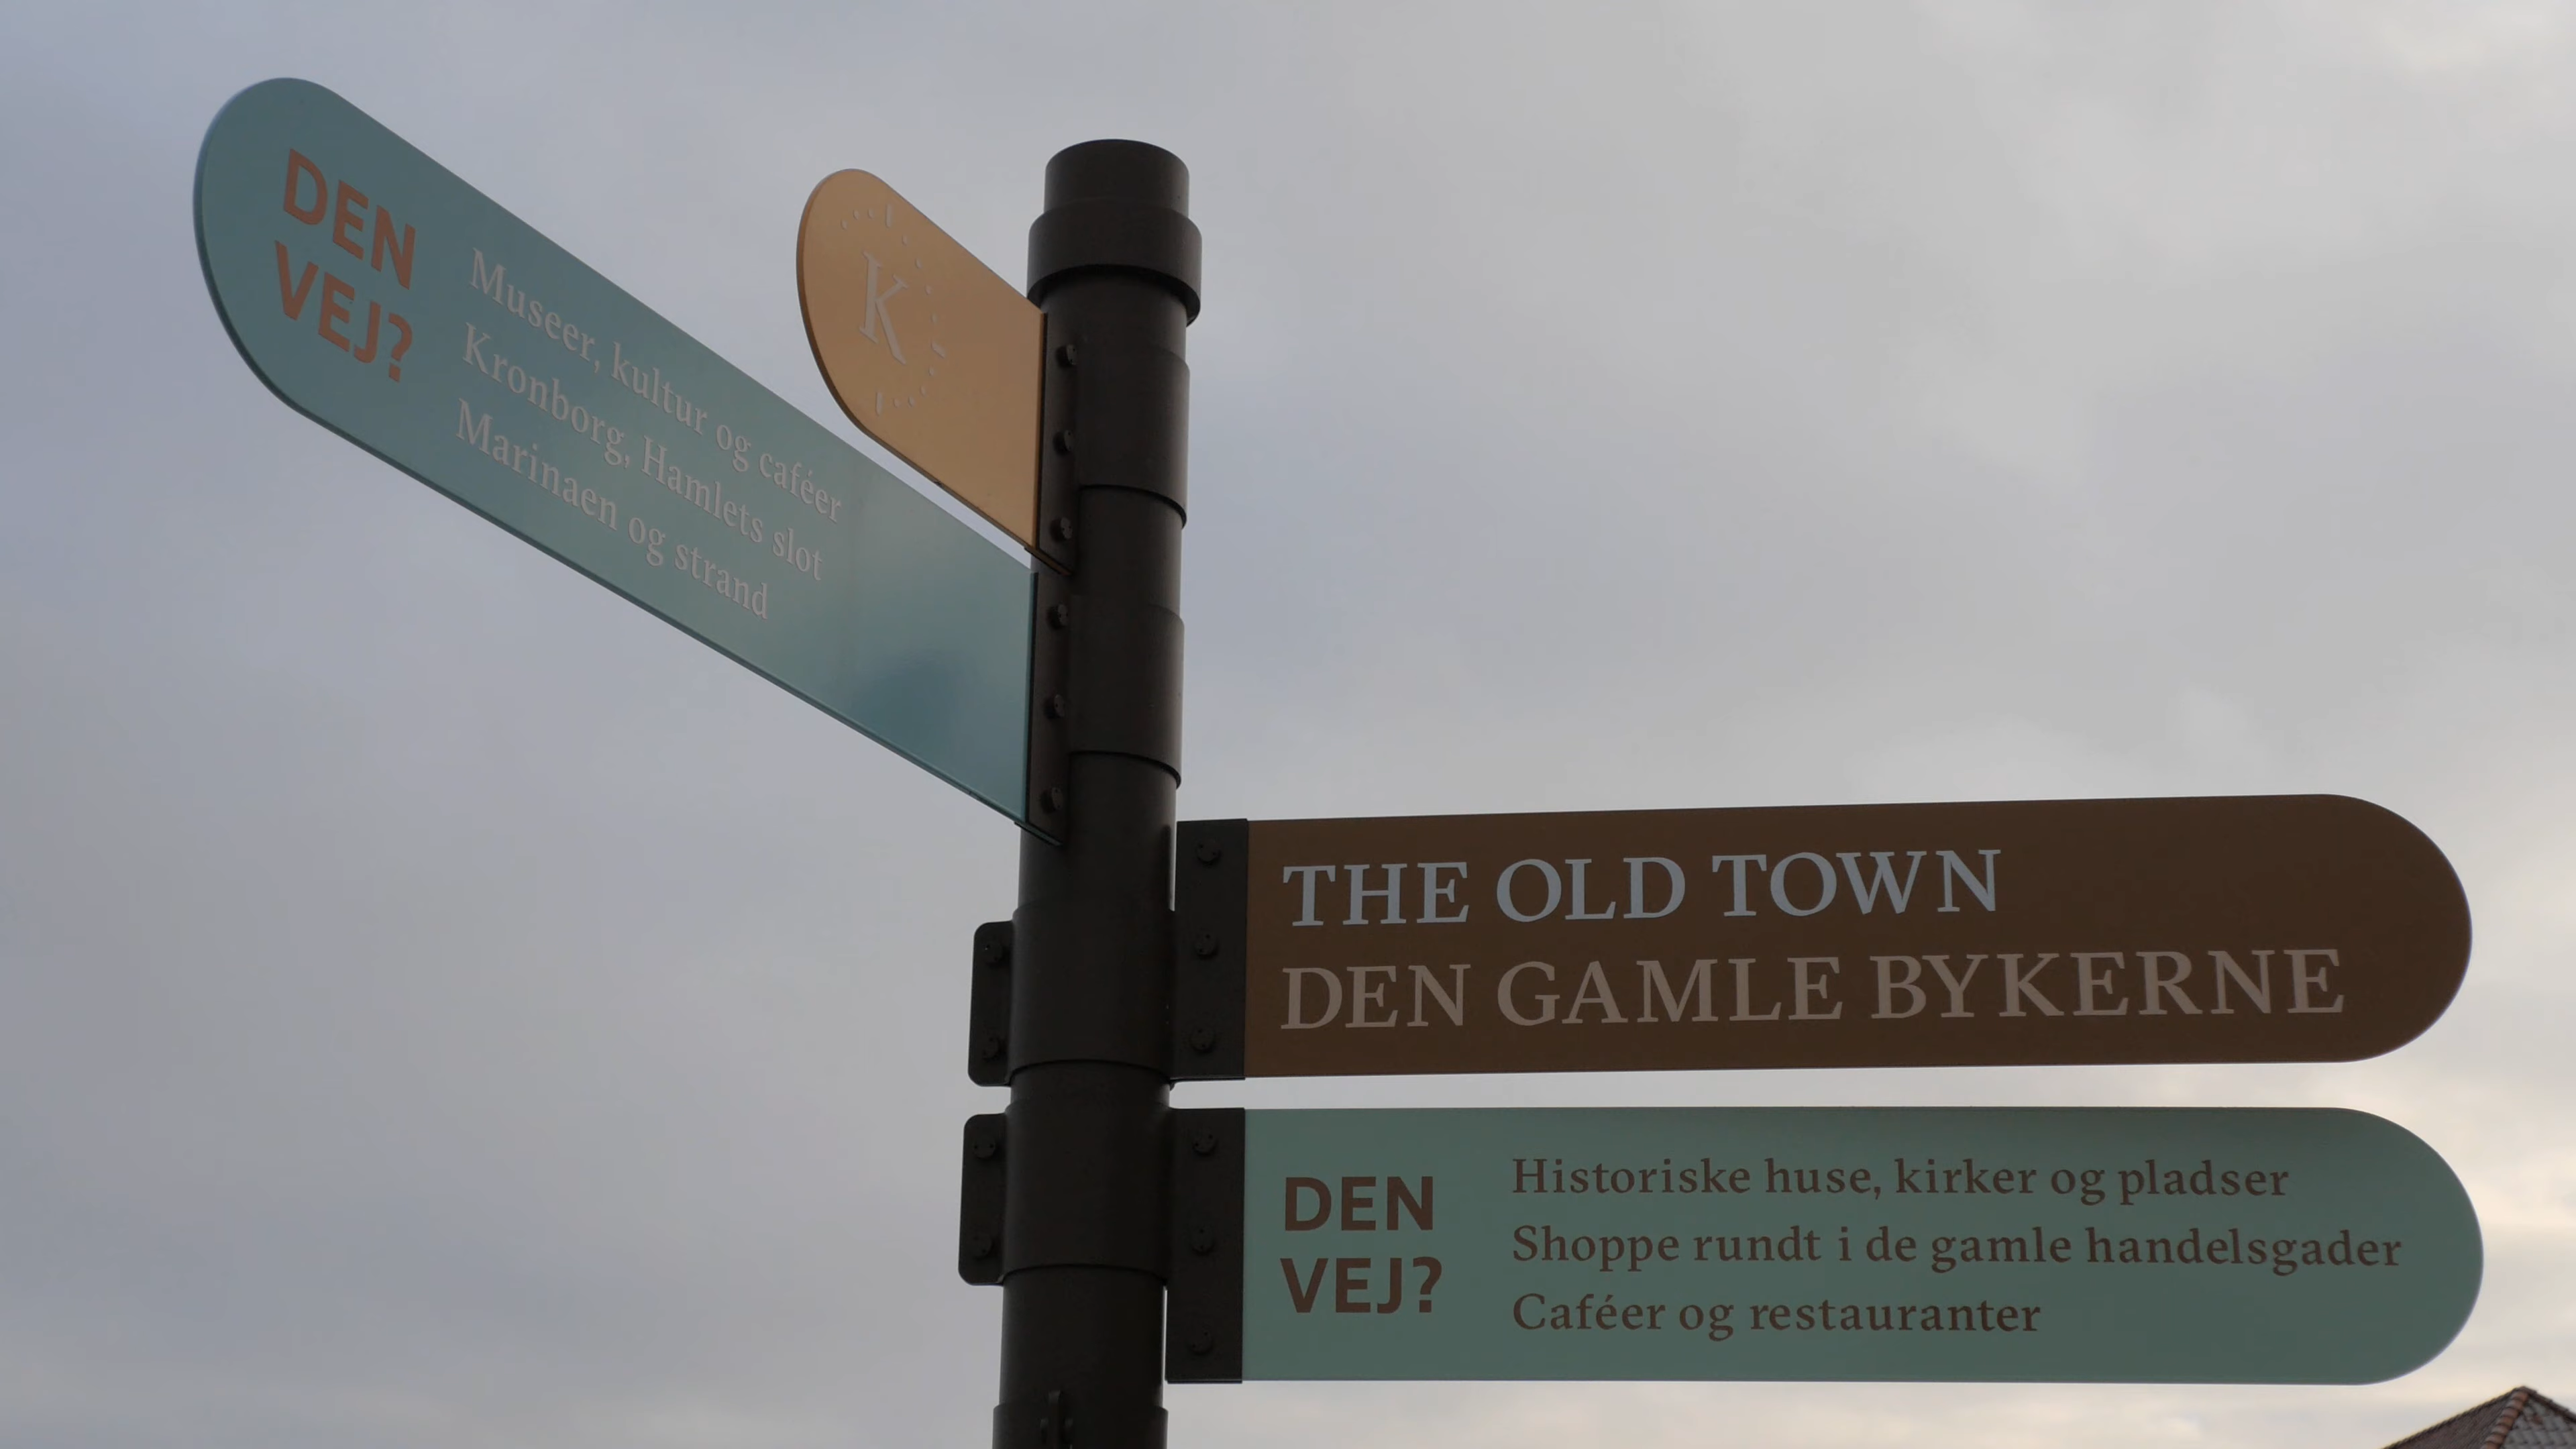 DEN
VEJ?
Museer, kultur og caféer
Kronborg, Hamlets slot
Marinaen og strand
K
THE OLD TOWN
DEN GAMLE BYKERNE
DEN
VEJ?
Historiske huse, kirker og pladser
Shoppe rundt i de gamle handelsgader
Caféer og restauranter